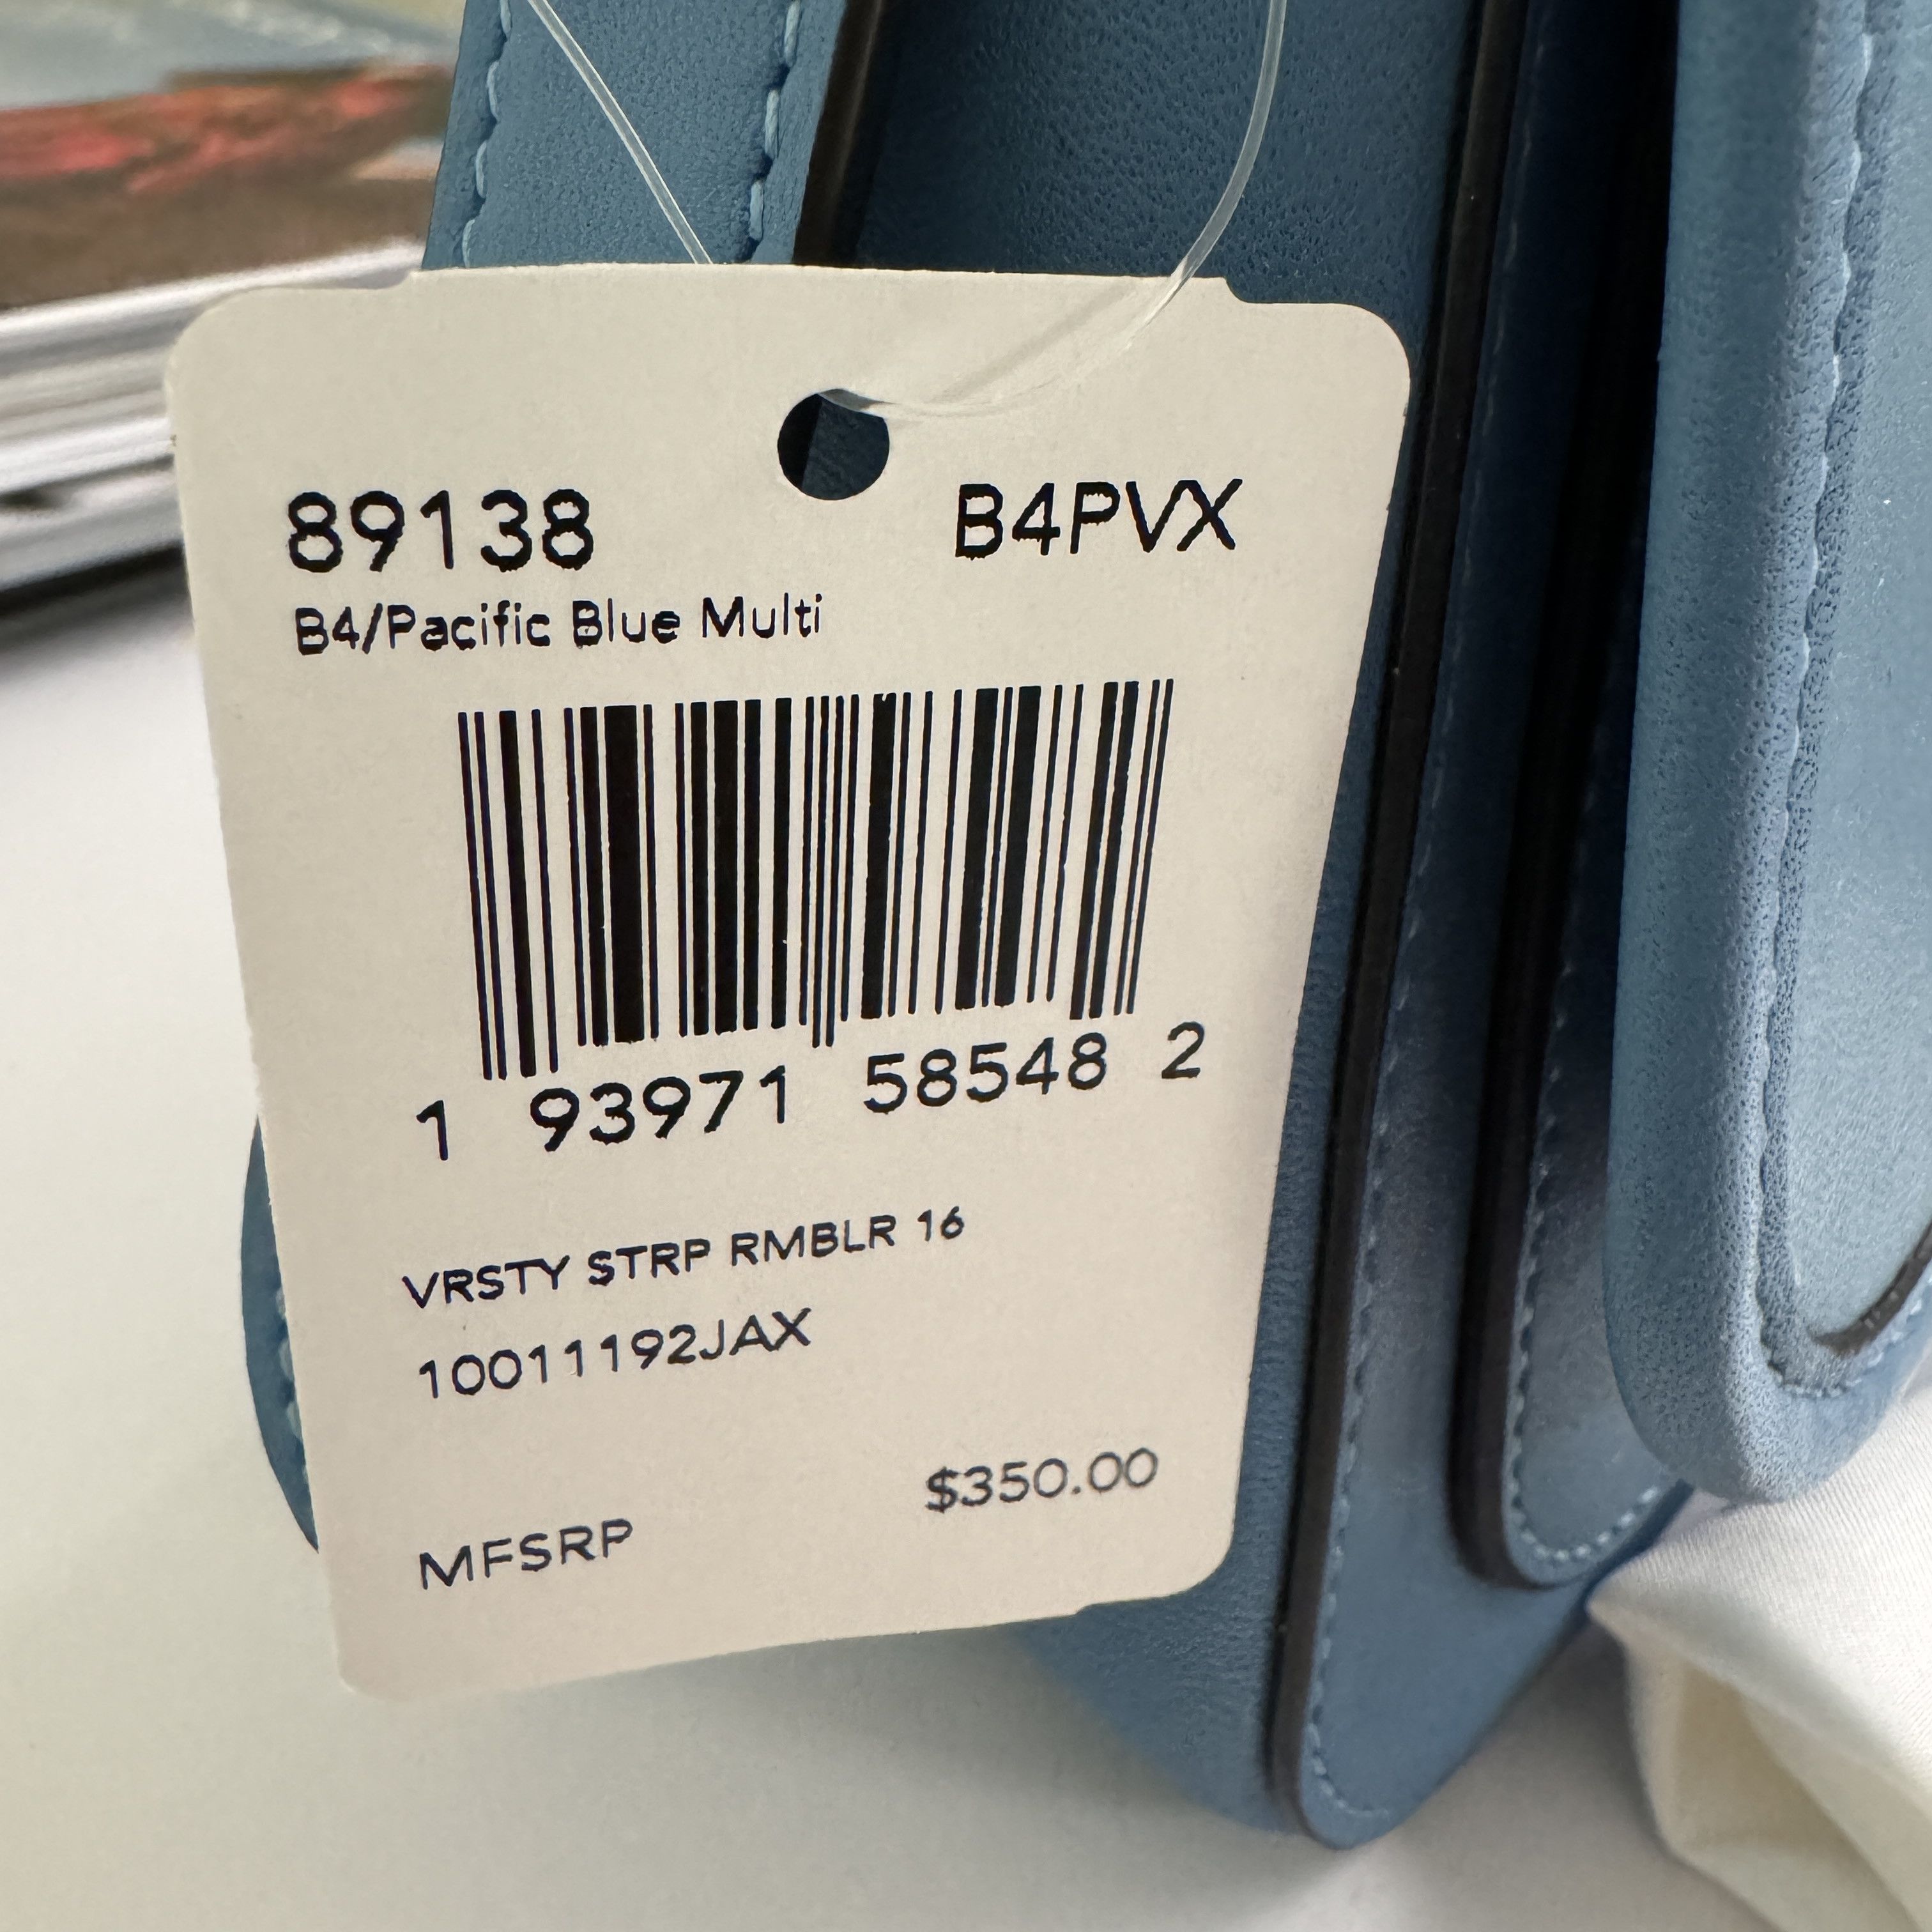 89138 B4PVX
B4/Pacific Blue Multi
1 93971 58548 2
VRSTY STRP RMBLR 16
10011192JAX
$350.00
MFSRP